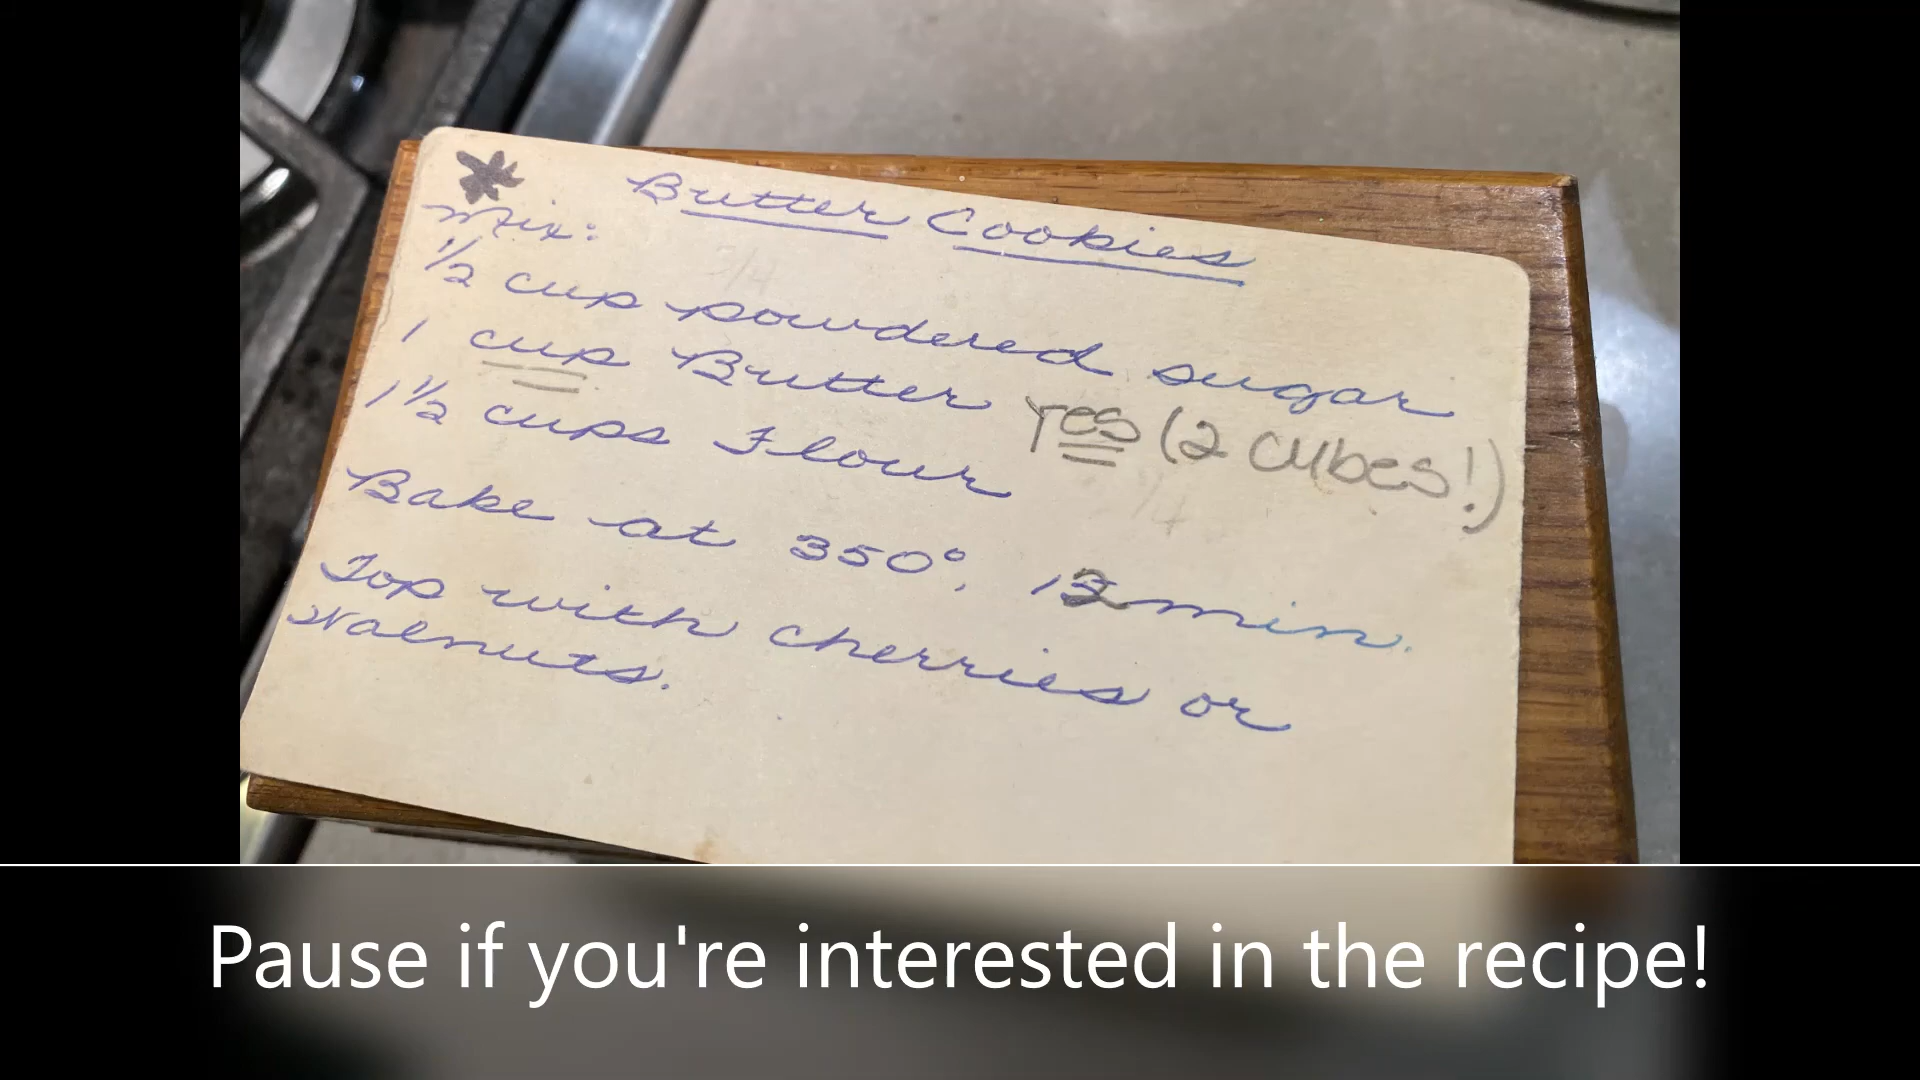 Butter Cookies
Mix:
1/2 cup powdered sugar
1 cup Butter yes (2 cubes!)
1 1/2 cups Flour
Bake at 350°, 12 min.
Top with cherries or
Walnuts.
Pause if you're interested in the recipe!